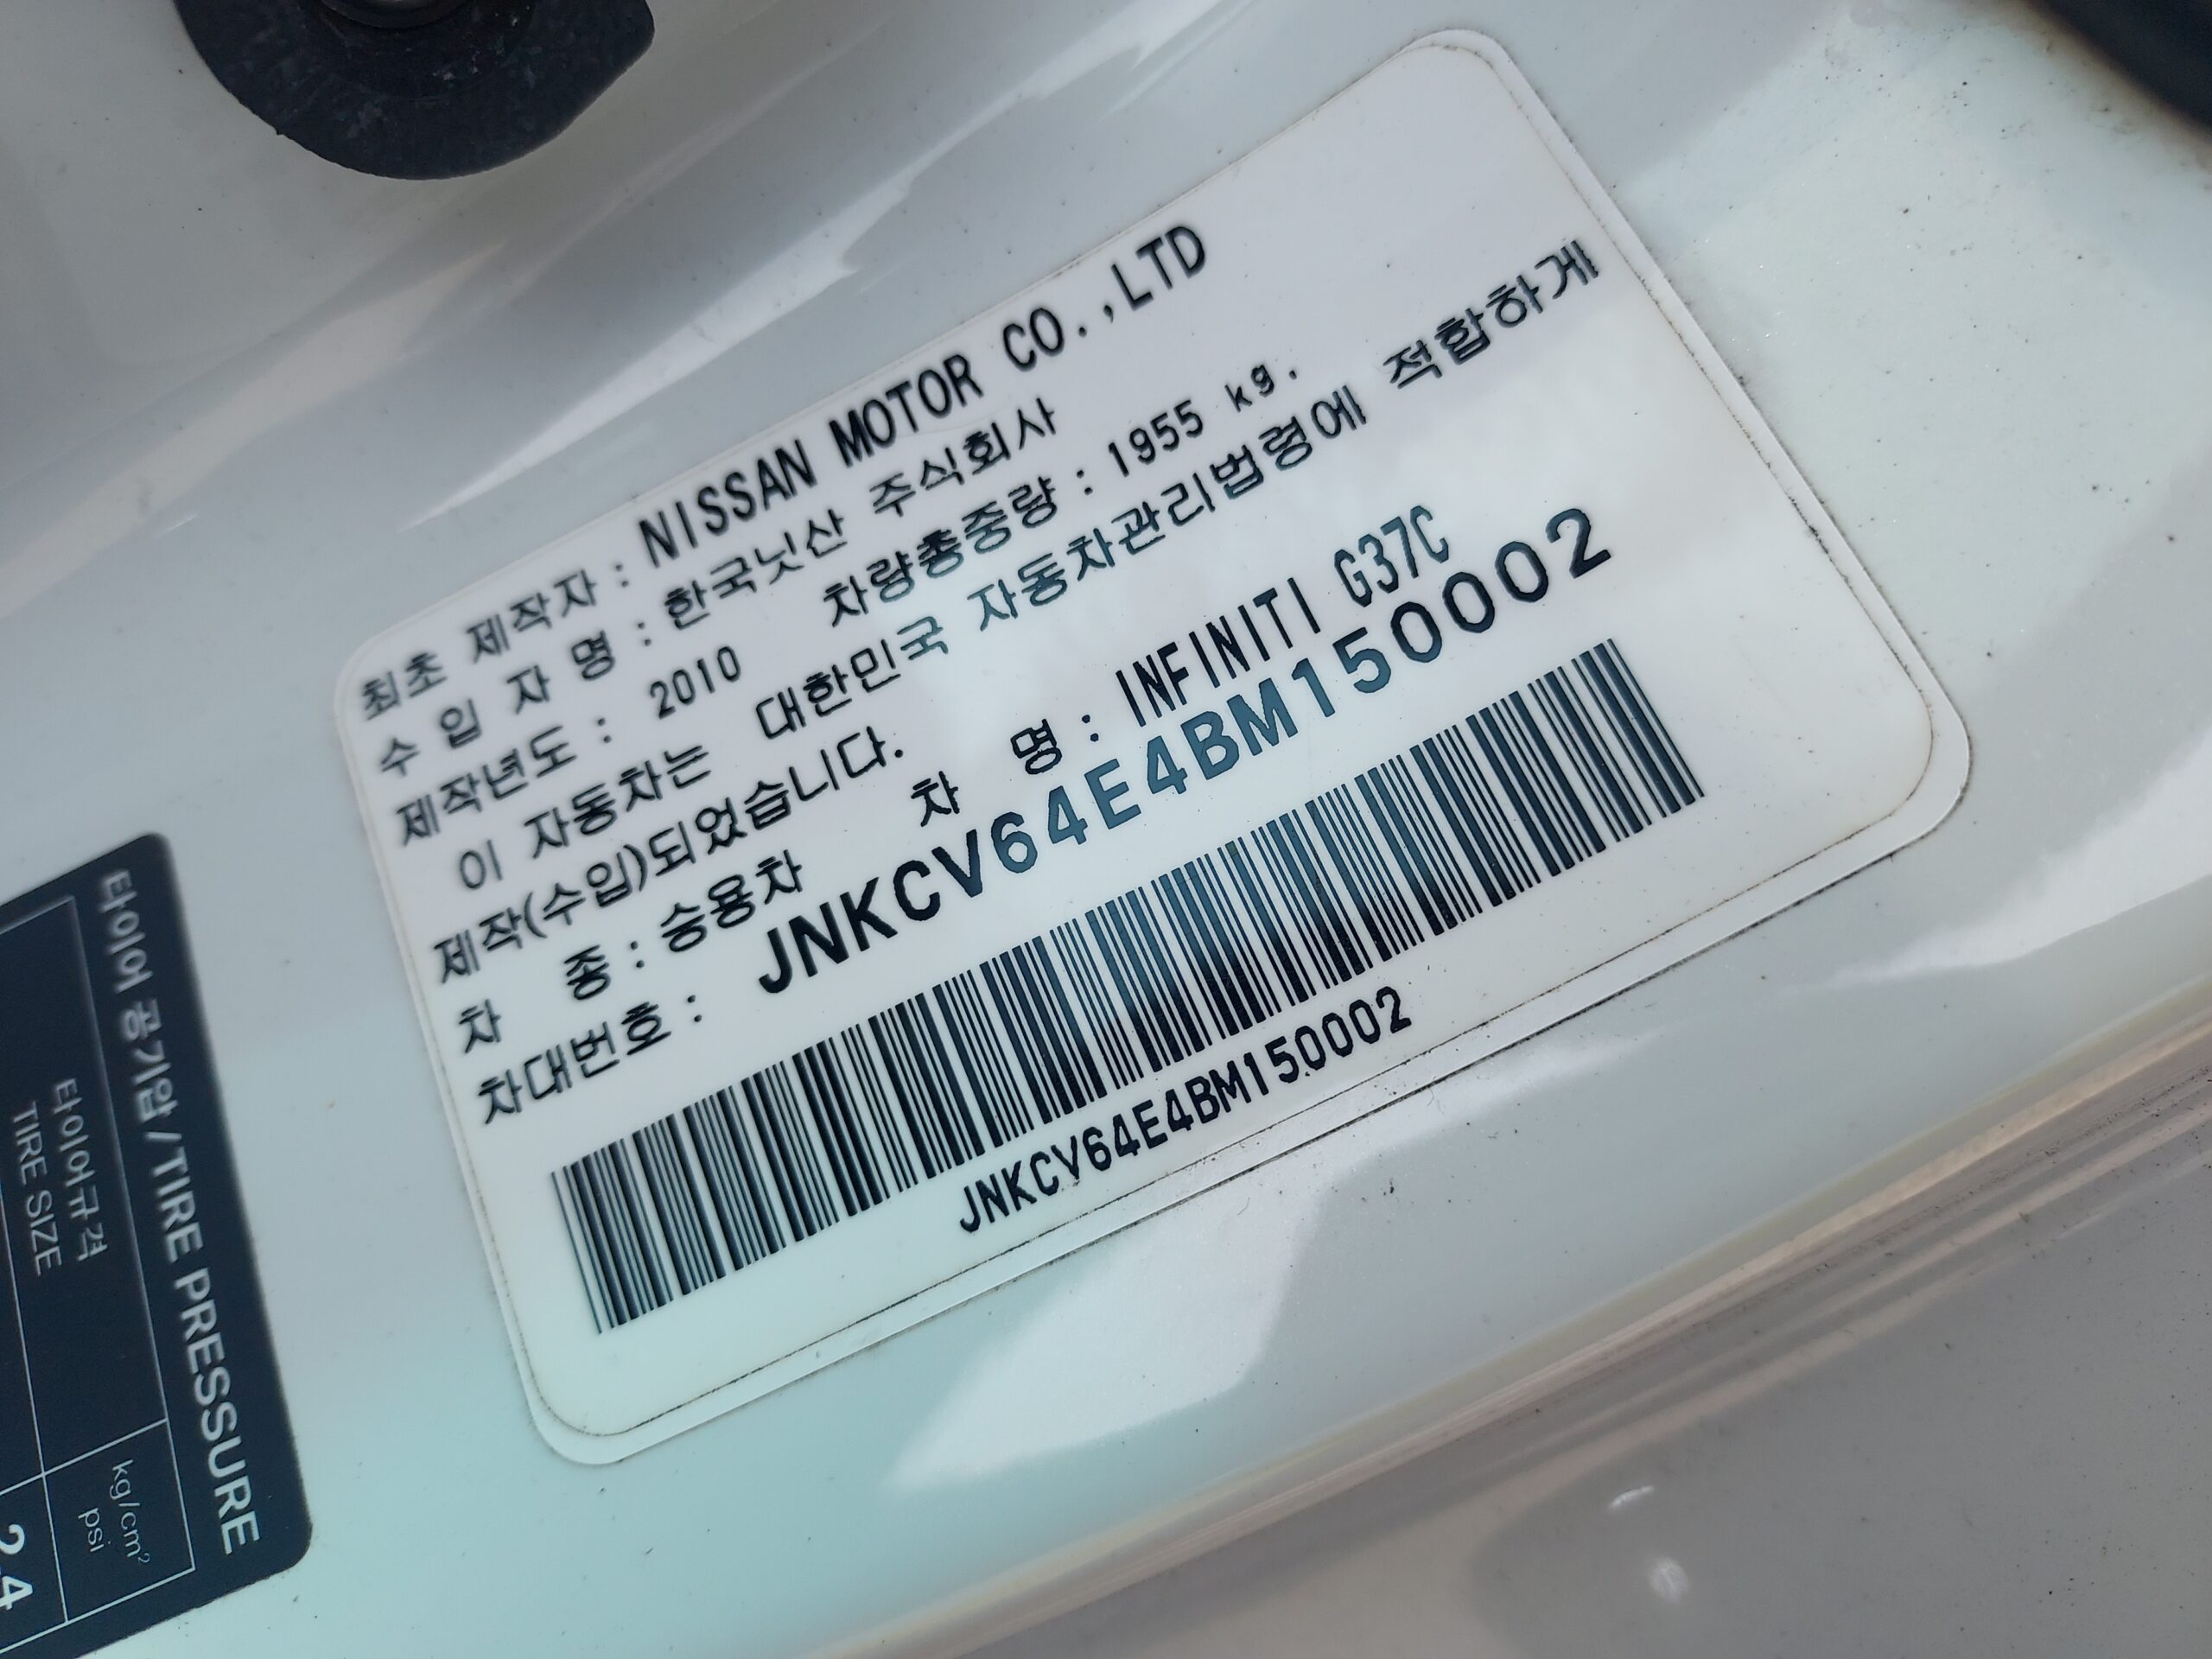 최초 제작자 : NISSAN MOTOR CO.,LTD
수 입 자 명 : 한국닛산 주식회사
제작년도 : 2010 차량총중량 : 1955 kg.
이 자동차는 대한민국 자동차관리법령에 적합하게
제작(수입)되었습니다.
차 종 : 승용차 차 명 : INFINITI G37C
차대번호 : JNKCV64E4BM150002
JNKCV64E4BM150002
타이어 공기압 / TIRE PRESSURE
타이어규격
TIRE SIZE
kg/cm²
psi
2.4